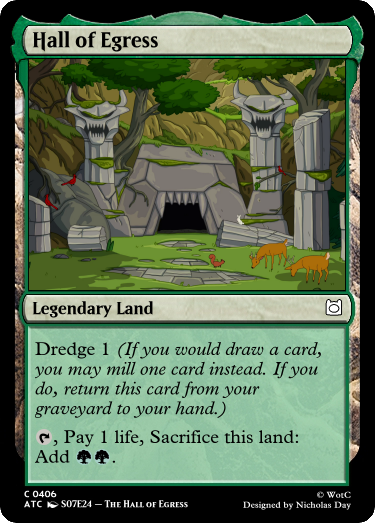 Hall of Egress
Legendary Land
Dredge 1 (If you would draw a card,
you may mill one card instead. If you
do, return this card from your
graveyard to your hand.)
, Pay 1 life, Sacrifice this land:
Add .
C 0406
ATC S07E24 – The Hall of Egress
© WotC
Designed by Nicholas Day